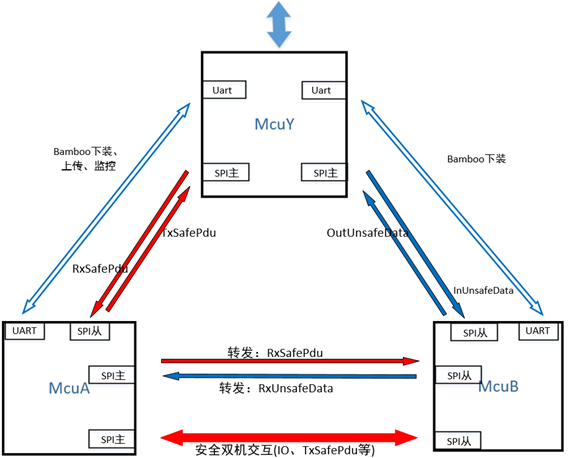 Uart
Uart
McuY
Bamboo下装、
上传、监控
Bamboo下装
SPI主
SPI主
TxSafePdu
OutUnsafeData
RxSafePdu
InUnsafeData
UART
SPI从
SPI从
UART
转发：RxSafePdu
McuA
SPI主
SPI从
McuB
转发：RxUnsafeData
SPI主
SPI从
安全双机交互(IO、TxSafePdu等)